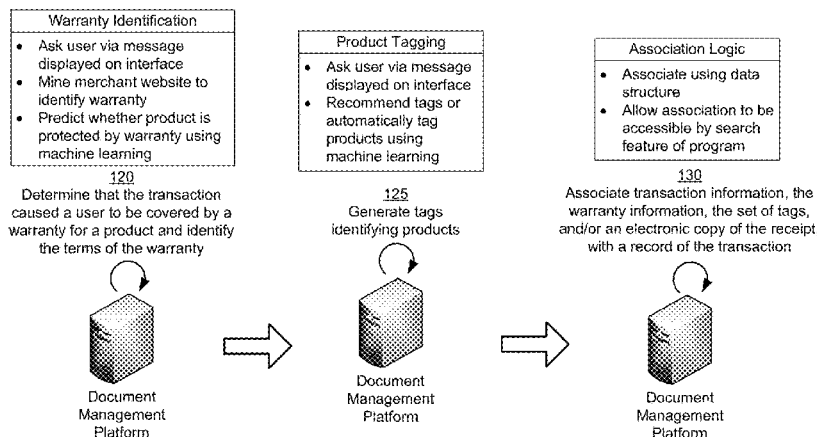 Warranty Identification
• Ask user via message
displayed on interface
• Mine merchant website to
identify warranty
• Predict whether product is
protected by warranty using
machine learning
120
Determine that the transaction
caused a user to be covered by a
warranty for a product and identify
the terms of the warranty
Document
Management
Platform
Product Tagging
• Ask user via message
displayed on interface
• Recommend tags or
automatically tag
products using
machine learning
125
Generate tags
identifying products
Document
Management
Platform
Association Logic
• Associate using data
structure
• Allow association to be
accessible by search
feature of program
130
Associate transaction information, the
warranty information, the set of tags,
and/or an electronic copy of the receipt
with a record of the transaction
Document
Management
Platform